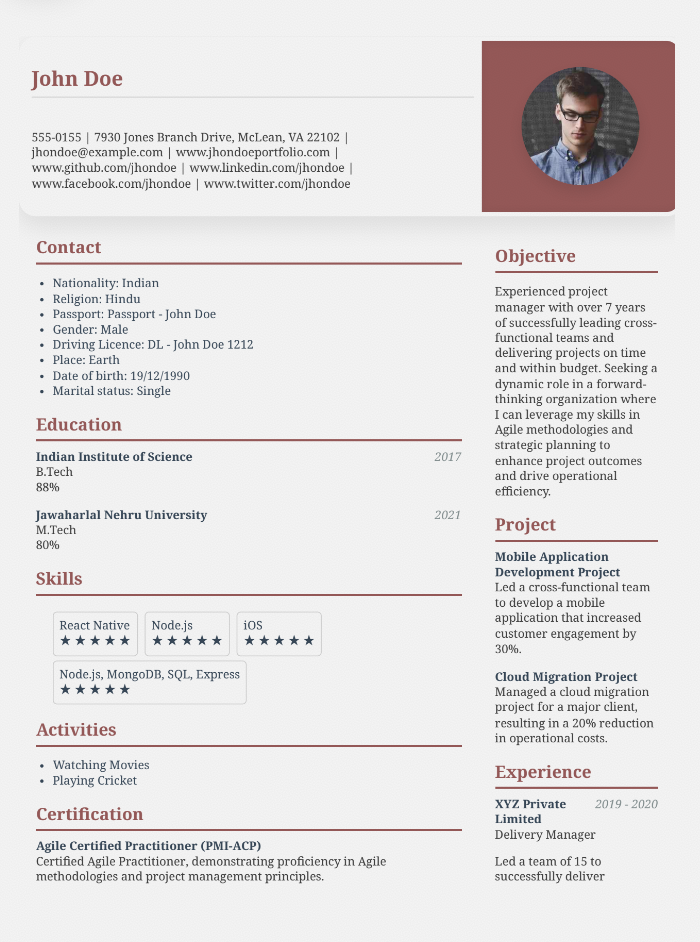 John Doe
555-0155 | 7930 Jones Branch Drive, McLean, VA 22102 |
jhondoe@example.com | www.jhondoeportfolio.com |
www.github.com/jhondoe | www.linkedin.com/jhondoe |
www.facebook.com/jhondoe | www.twitter.com/jhondoe
Contact
• Nationality: Indian
• Religion: Hindu
• Passport: Passport - John Doe
• Gender: Male
• Driving Licence: DL - John Doe 1212
• Place: Earth
• Date of birth: 19/12/1990
• Marital status: Single
Education
Indian Institute of Science 2017
B.Tech
88%
Jawaharlal Nehru University 2021
M.Tech
80%
Skills
React Native Node.js iOS
★ ★ ★ ★ ★ ★ ★ ★ ★ ★ ★ ★ ★ ★ ★
Node.js, MongoDB, SQL, Express
★ ★ ★ ★ ★
Activities
• Watching Movies
• Playing Cricket
Certification
Agile Certified Practitioner (PMI-ACP)
Certified Agile Practitioner, demonstrating proficiency in Agile
methodologies and project management principles.
Objective
Experienced project
manager with over 7 years
of successfully leading cross-
functional teams and
delivering projects on time
and within budget. Seeking a
dynamic role in a forward-
thinking organization where
I can leverage my skills in
Agile methodologies and
strategic planning to
enhance project outcomes
and drive operational
efficiency.
Project
Mobile Application
Development Project
Led a cross-functional team
to develop a mobile
application that increased
customer engagement by
30%.
Cloud Migration Project
Managed a cloud migration
project for a major client,
resulting in a 20% reduction
in operational costs.
Experience
XYZ Private 2019 - 2020
Limited
Delivery Manager
Led a team of 15 to
successfully deliver